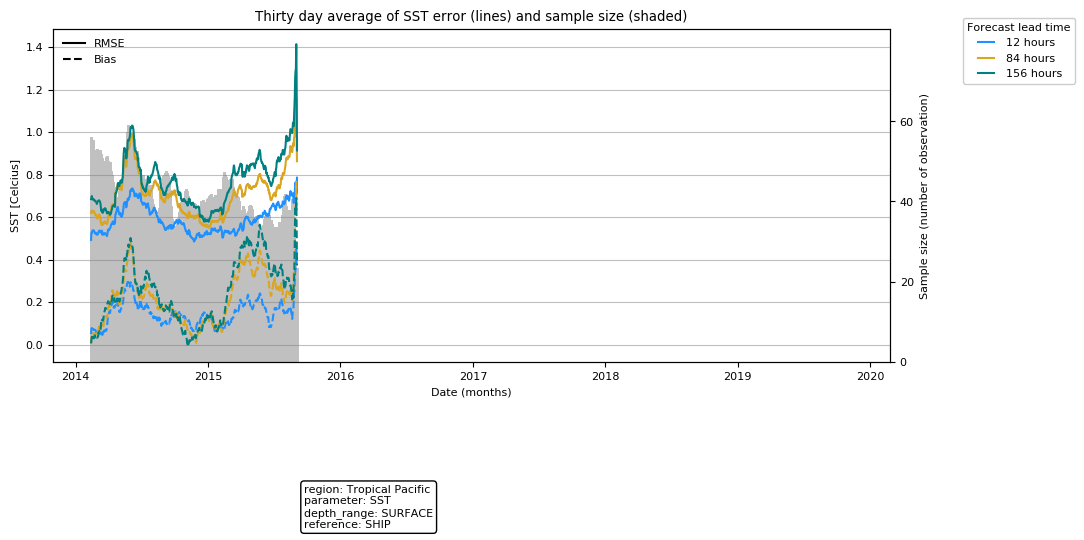 Thirty day average of SST error (lines) and sample size (shaded)
Forecast lead time
12 hours
84 hours
156 hours
RMSE
Bias
1.4
1.2
1.0
0.8
0.6
0.4
0.2
0.0
SST [Celcius]
60
40
20
0
Sample size (number of observation)
2014
2015
2016
2017
2018
2019
2020
Date (months)
region: Tropical Pacific
parameter: SST
depth_range: SURFACE
reference: SHIP